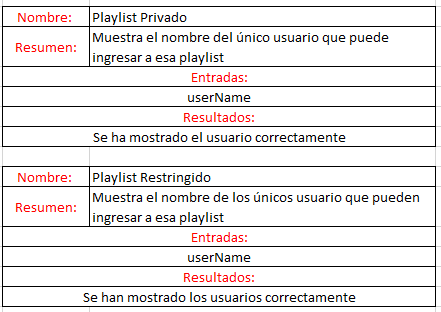 Nombre: Playlist Privado
Resumen: Muestra el nombre del único usuario que puede
ingresar a esa playlist
Entradas:
userName
Resultados:
Se ha mostrado el usuario correctamente
Nombre: Playlist Restringido
Resumen: Muestra el nombre de los únicos usuario que pueden
ingresar a esa playlist
Entradas:
userName
Resultados:
Se han mostrado los usuarios correctamente